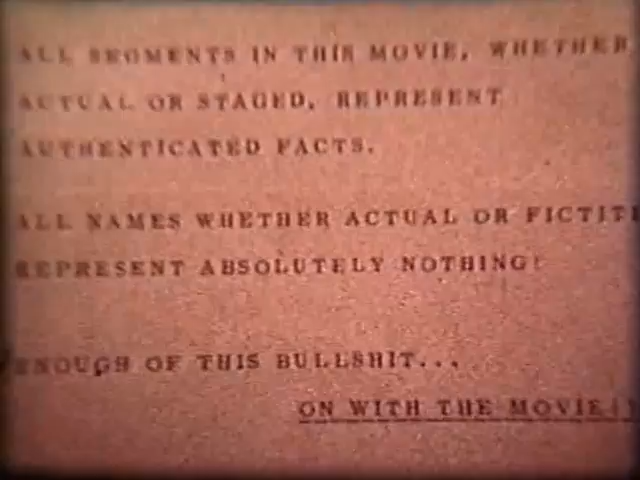 ALL SEGMENTS IN THIS MOVIE, WHETHER
ACTUAL OR STAGED, REPRESENT
AUTHENTICATED FACTS.
ALL NAMES WHETHER ACTUAL OR FICTITI
REPRESENT ABSOLUTELY NOTHING!
ENOUGH OF THIS BULLSHIT...
ON WITH THE MOVIE!